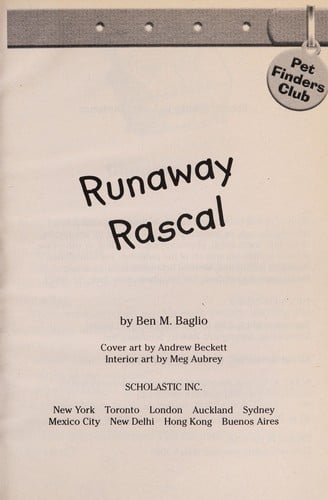 Pet
Finders
Club
Runaway
Rascal
by Ben M. Baglio
Cover art by Andrew Beckett
Interior art by Meg Aubrey
SCHOLASTIC INC.
New York Toronto London Auckland Sydney
Mexico City New Delhi Hong Kong Buenos Aires